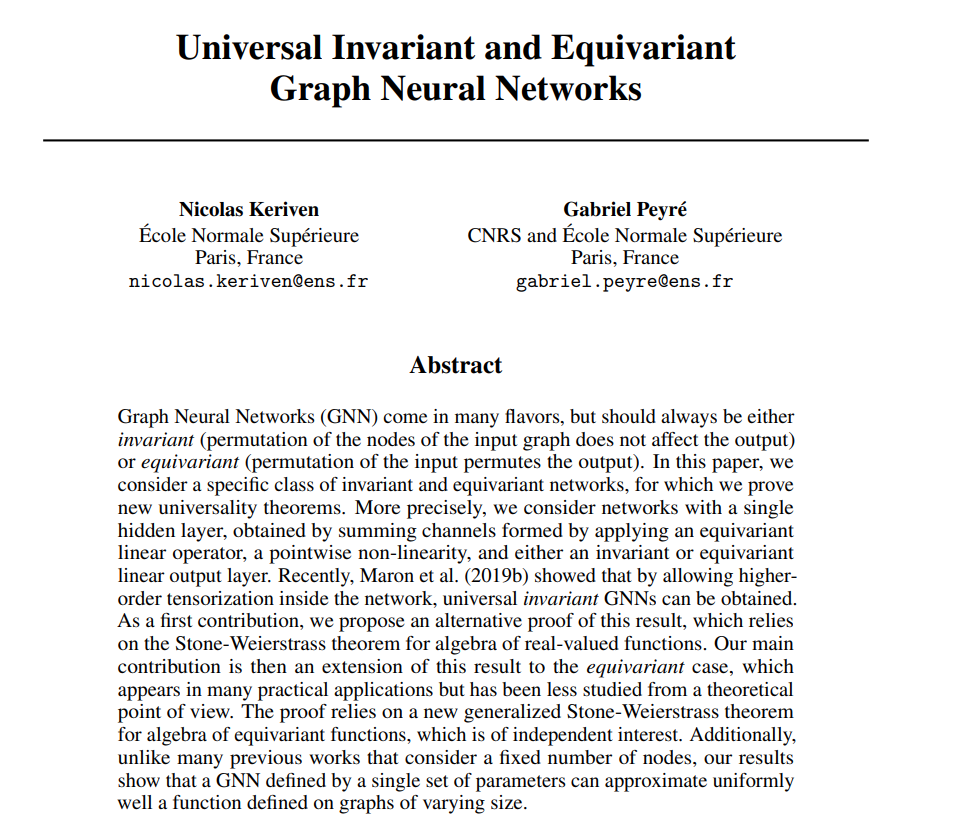 Universal Invariant and Equivariant
Graph Neural Networks
Nicolas Keriven
École Normale Supérieure
Paris, France
nicolas.keriven@ens.fr
Gabriel Peyré
CNRS and École Normale Supérieure
Paris, France
gabriel.peyre@ens.fr
Abstract
Graph Neural Networks (GNN) come in many flavors, but should always be either
invariant (permutation of the nodes of the input graph does not affect the output)
or equivariant (permutation of the input permutes the output). In this paper, we
consider a specific class of invariant and equivariant networks, for which we prove
new universality theorems. More precisely, we consider networks with a single
hidden layer, obtained by summing channels formed by applying an equivariant
linear operator, a pointwise non-linearity, and either an invariant or equivariant
linear output layer. Recently, Maron et al. (2019b) showed that by allowing higher-
order tensorization inside the network, universal invariant GNNs can be obtained.
As a first contribution, we propose an alternative proof of this result, which relies
on the Stone-Weierstrass theorem for algebra of real-valued functions. Our main
contribution is then an extension of this result to the equivariant case, which
appears in many practical applications but has been less studied from a theoretical
point of view. The proof relies on a new generalized Stone-Weierstrass theorem
for algebra of equivariant functions, which is of independent interest. Additionally,
unlike many previous works that consider a fixed number of nodes, our results
show that a GNN defined by a single set of parameters can approximate uniformly
well a function defined on graphs of varying size.